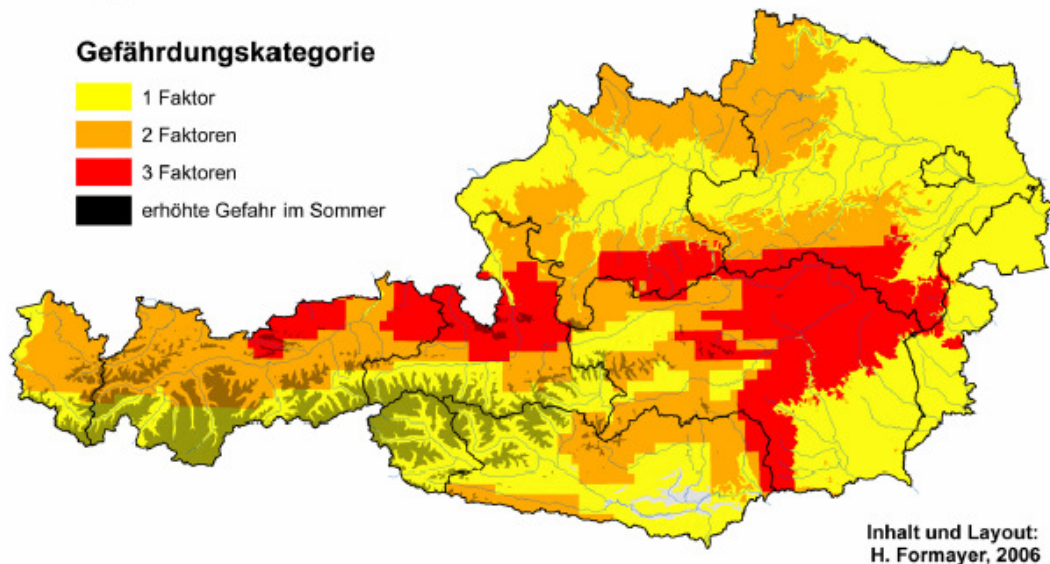 Gefährdungskategorie
1 Faktor
2 Faktoren
3 Faktoren
erhöhte Gefahr im Sommer
Inhalt und Layout:
H. Formayer, 2006